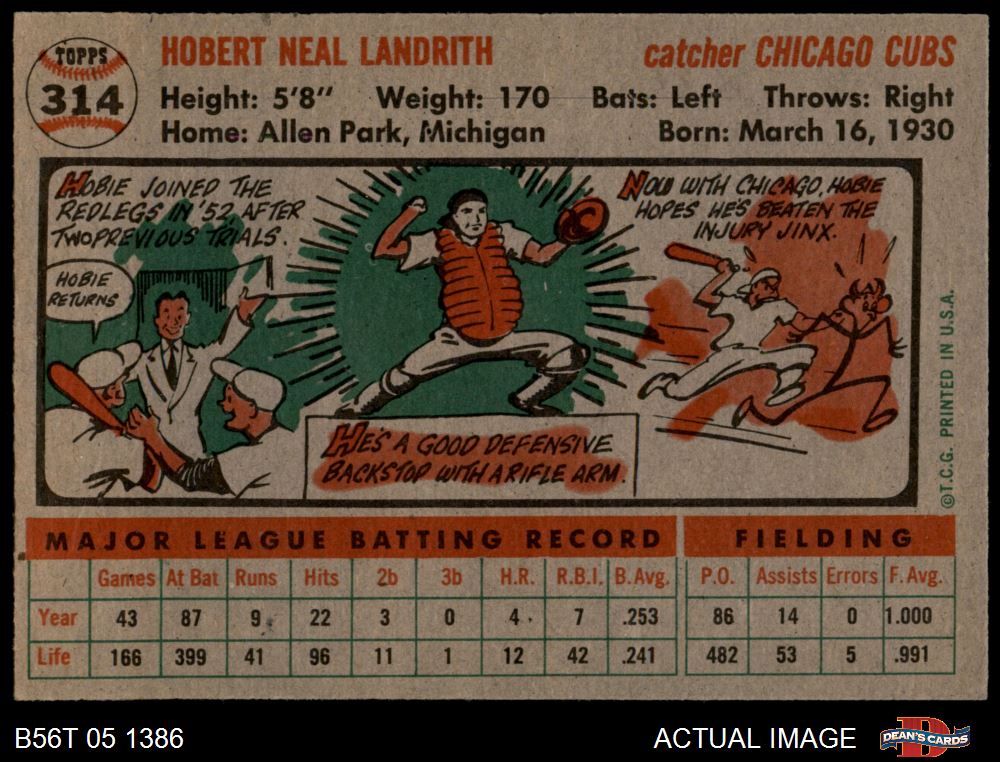 TOPPS
314
HOBERT NEAL LANDRITH
catcher CHICAGO CUBS
Height: 5'8" Weight: 170 Bats: Left Throws: Right
Home: Allen Park, Michigan Born: March 16, 1930
HOBIE JOINED THE
REDLEGS IN '52 AFTER
TWO PREVIOUS TRIALS.
HOBIE
RETURNS
HE'S A GOOD DEFENSIVE
BACKSTOP WITH A RIFLE ARM.
NOW WITH CHICAGO, HOBIE
HOPES HE'S BEATEN THE
INJURY JINX.
©T.C.G. PRINTED IN U.S.A.
MAJOR LEAGUE BATTING RECORD FIELDING
Games At Bat Runs Hits 2b 3b H.R. R.B.I. B. Avg. P.O. Assists Errors F. Avg.
Year 43 87 9 22 3 0 4 7 .253 86 14 0 1.000
Life 166 399 41 96 11 1 12 42 .241 482 53 5 .991
B56T 05 1386
ACTUAL IMAGE
D
DEAN'S CARDS